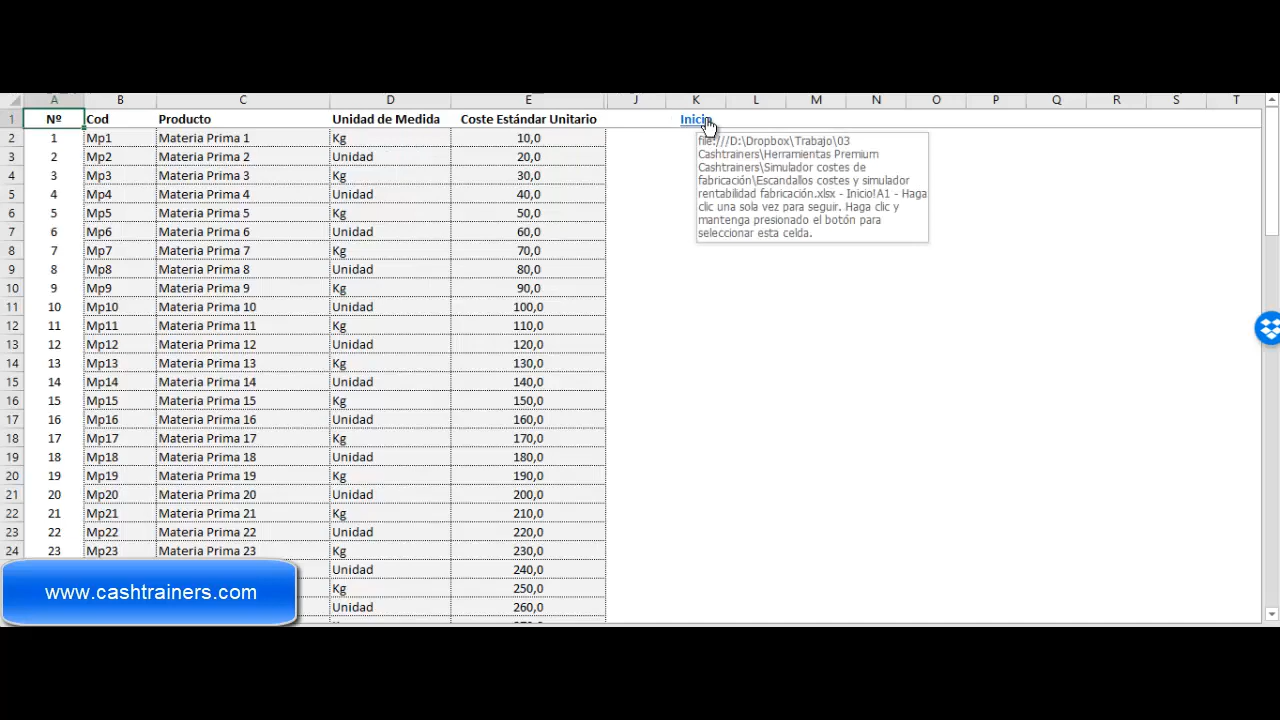 A B C D E J K L M N O P Q R S T
1 Nº Cod Producto Unidad de Medida Coste Estándar Unitario Inicio
2 1 Mp1 Materia Prima 1 Kg 10,0
3 2 Mp2 Materia Prima 2 Unidad 20,0
4 3 Mp3 Materia Prima 3 Kg 30,0
5 4 Mp4 Materia Prima 4 Unidad 40,0
6 5 Mp5 Materia Prima 5 Kg 50,0
7 6 Mp6 Materia Prima 6 Unidad 60,0
8 7 Mp7 Materia Prima 7 Kg 70,0
9 8 Mp8 Materia Prima 8 Unidad 80,0
10 9 Mp9 Materia Prima 9 Kg 90,0
11 10 Mp10 Materia Prima 10 Unidad 100,0
12 11 Mp11 Materia Prima 11 Kg 110,0
13 12 Mp12 Materia Prima 12 Unidad 120,0
14 13 Mp13 Materia Prima 13 Kg 130,0
15 14 Mp14 Materia Prima 14 Unidad 140,0
16 15 Mp15 Materia Prima 15 Kg 150,0
17 16 Mp16 Materia Prima 16 Unidad 160,0
18 17 Mp17 Materia Prima 17 Kg 170,0
19 18 Mp18 Materia Prima 18 Unidad 180,0
20 19 Mp19 Materia Prima 19 Kg 190,0
21 20 Mp20 Materia Prima 20 Unidad 200,0
22 21 Mp21 Materia Prima 21 Kg 210,0
23 22 Mp22 Materia Prima 22 Unidad 220,0
24 23 Mp23 Materia Prima 23 Kg 230,0
Unidad 240,0
Kg 250,0
Unidad 260,0
file:///D:\Dropbox\Trabajo\03
Cashtrainers\Herramientas Premium
Cashtrainers\Simulador costes de
fabricación\Escandallos costes y simulador
rentabilidad fabricación.xlsx - Inicio!A1 - Haga
clic una sola vez para seguir. Haga clic y
mantenga presionado el botón para
seleccionar esta celda.
www.cashtrainers.com